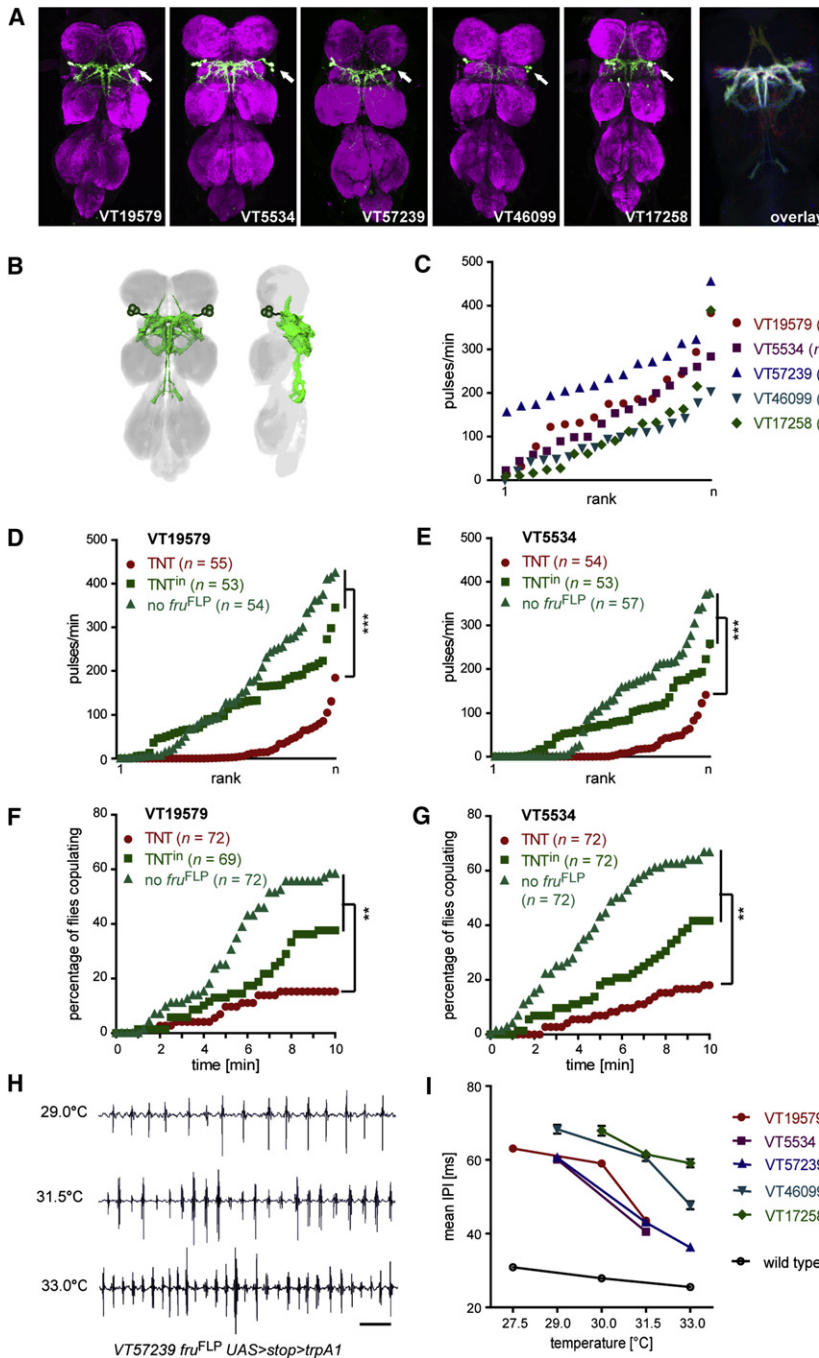 A
VT19579
VT5534
VT57239
VT46099
VT17258
overlay
B
C
pulses/min
500
400
300
200
100
0
1
rank
n
VT19579 (
VT5534 (n
VT57239 (
VT46099 (
VT17258 (
D
VT19579
TNT (n = 55)
TNTin (n = 53)
no fruFLP (n = 54)
pulses/min
500
400
300
200
100
0
1
rank
n
***
E
VT5534
TNT (n = 54)
TNTin (n = 53)
no fruFLP (n = 57)
pulses/min
500
400
300
200
100
0
1
rank
n
***
F
VT19579
TNT (n = 72)
TNTin (n = 69)
no fruFLP (n = 72)
percentage of flies copulating
80
60
40
20
0
0 2 4 6 8 10
time [min]
**
G
VT5534
TNT (n = 72)
TNTin (n = 72)
no fruFLP
(n = 72)
percentage of flies copulating
80
60
40
20
0
0 2 4 6 8 10
time [min]
**
H
29.0°C
31.5°C
33.0°C
VT57239 fruFLP UAS>stop>trpA1
I
mean IPI [ms]
80
60
40
20
0
27.5 29.0 30.0 31.5 33.0
temperature [°C]
VT19579
VT5534
VT57239
VT46099
VT17258
wild type